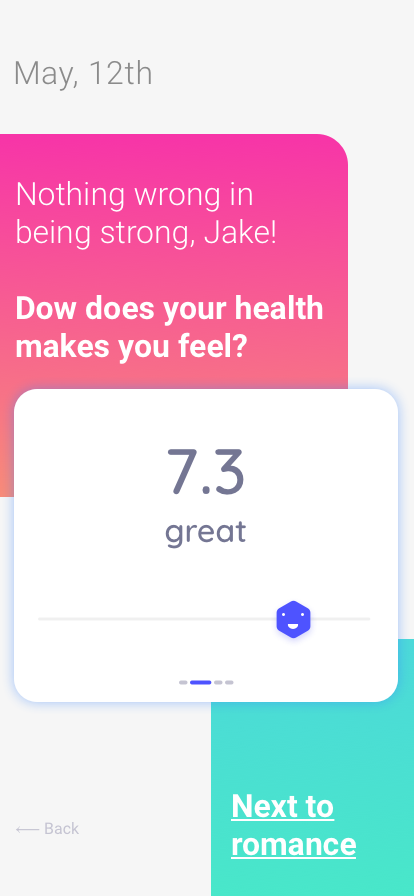 May, 12th
Nothing wrong in
being strong, Jake!
Dow does your health
makes you feel?
7.3
great
Next to
romance
⟵ Back